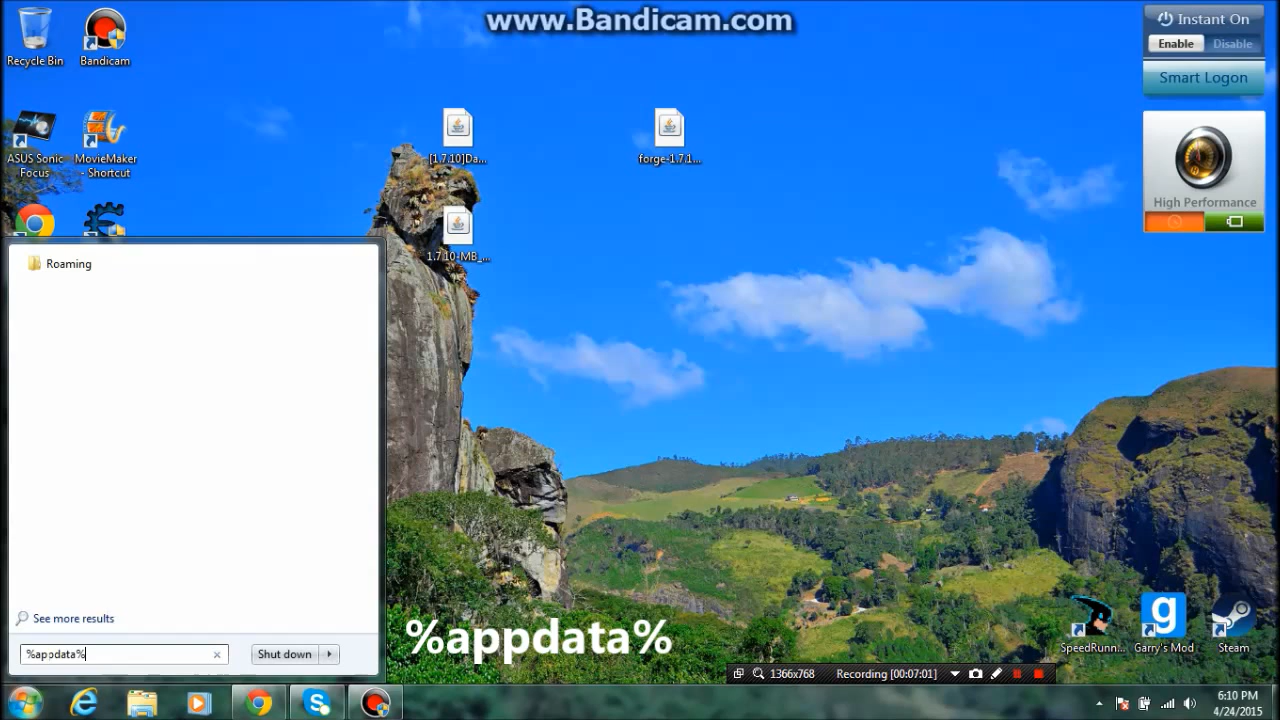 www.Bandicam.com
Instant On
Enable
Disable
Smart Logon
High Performance
Recycle Bin
Bandicam
ASUS Sonic
Focus
MovieMaker
- Shortcut
[1.7.10]Da...
forge-1.7.1...
1.7.10-MB_...
Roaming
See more results
%appdata%
Shut down
%appdata%
SpeedRunn...
Garry's Mod
Steam
1366x768
Recording [00:07:01]
6:10 PM
4/24/2015